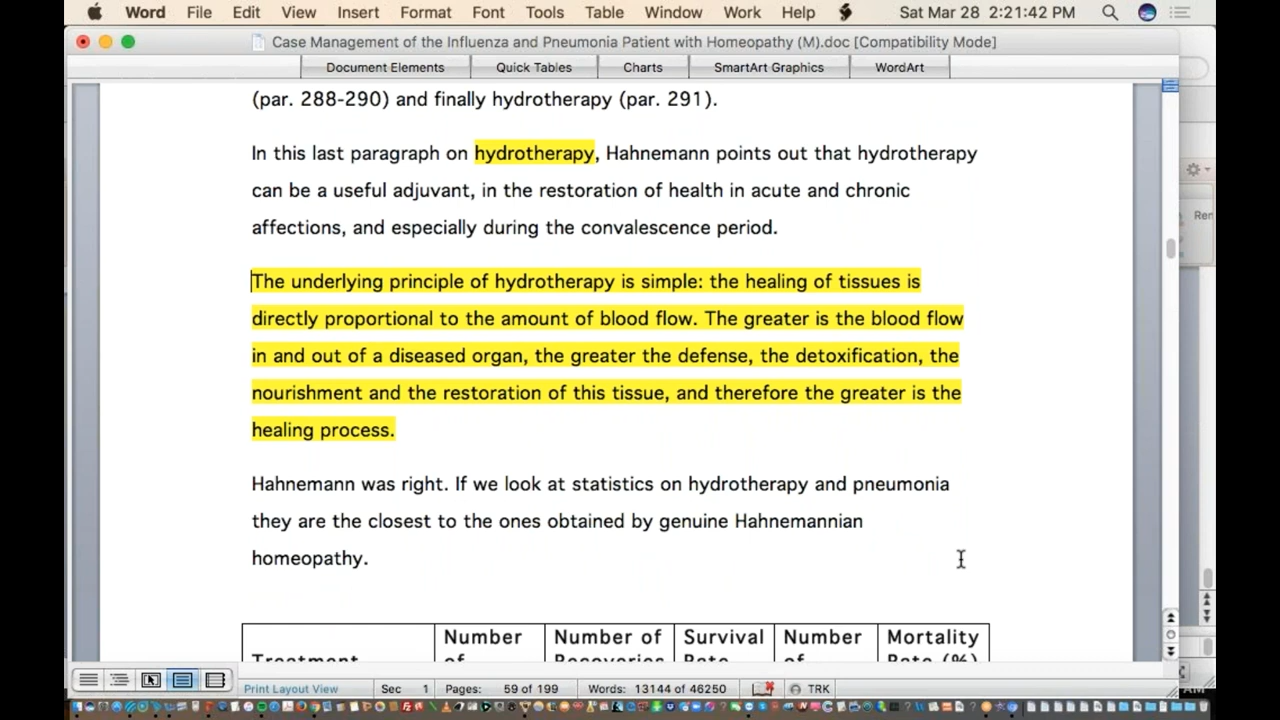 Word File Edit View Insert Format Font Tools Table Window Work Help Sat Mar 28 2:21:42 PM
Case Management of the Influenza and Pneumonia Patient with Homeopathy (M).doc [Compatibility Mode]
Document Elements Quick Tables Charts SmartArt Graphics WordArt
(par. 288-290) and finally hydrotherapy (par. 291).
In this last paragraph on hydrotherapy, Hahnemann points out that hydrotherapy
can be a useful adjuvant, in the restoration of health in acute and chronic
affections, and especially during the convalescence period.
The underlying principle of hydrotherapy is simple: the healing of tissues is
directly proportional to the amount of blood flow. The greater is the blood flow
in and out of a diseased organ, the greater the defense, the detoxification, the
nourishment and the restoration of this tissue, and therefore the greater is the
healing process.
Hahnemann was right. If we look at statistics on hydrotherapy and pneumonia
they are the closest to the ones obtained by genuine Hahnemannian
homeopathy.
Number Number of Survival Number Mortality
Treatment of Recoveries Rate of Rate (%)
Print Layout View Sec 1 Pages: 59 of 199 Words: 13144 of 46250 TRK
Ren
AM